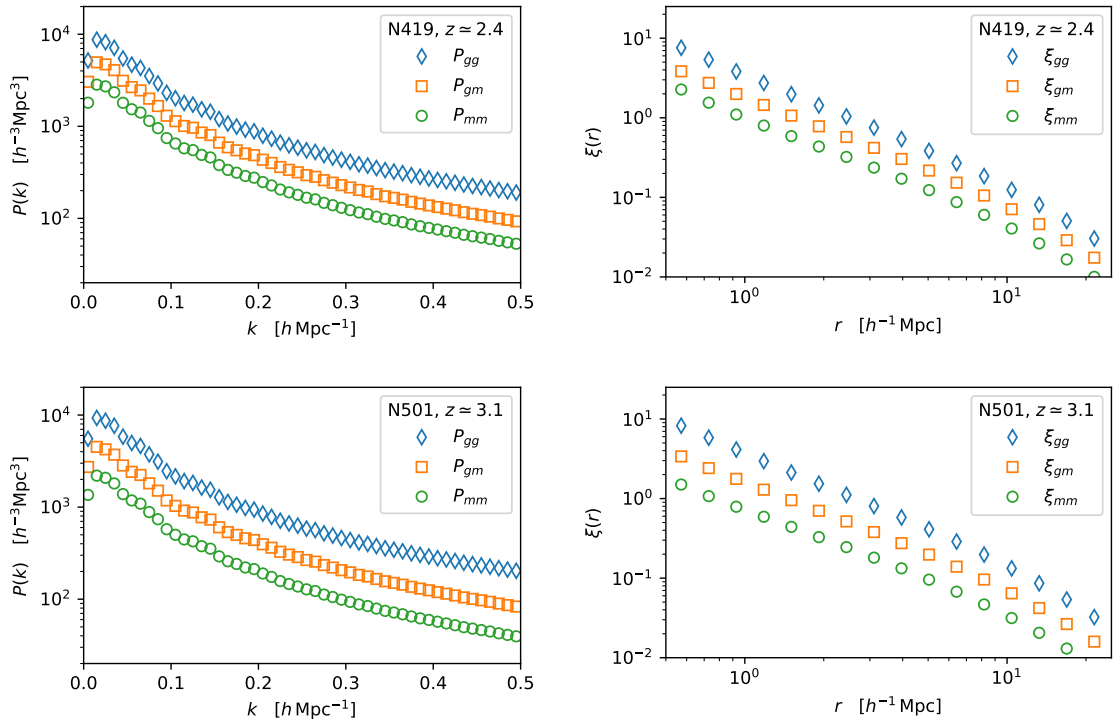 N419, z ≃ 2.4
P_gg
P_gm
P_mm
10^4
10^3
10^2
P(k) [h^−3Mpc^3]
0.0 0.1 0.2 0.3 0.4 0.5
k [h Mpc^−1]
N419, z ≃ 2.4
ξ_gg
ξ_gm
ξ_mm
10^1
10^0
10^−1
10^−2
ξ(r)
10^0 10^1
r [h^−1 Mpc]
N501, z ≃ 3.1
P_gg
P_gm
P_mm
10^4
10^3
10^2
P(k) [h^−3Mpc^3]
0.0 0.1 0.2 0.3 0.4 0.5
k [h Mpc^−1]
N501, z ≃ 3.1
ξ_gg
ξ_gm
ξ_mm
10^1
10^0
10^−1
10^−2
ξ(r)
10^0 10^1
r [h^−1 Mpc]